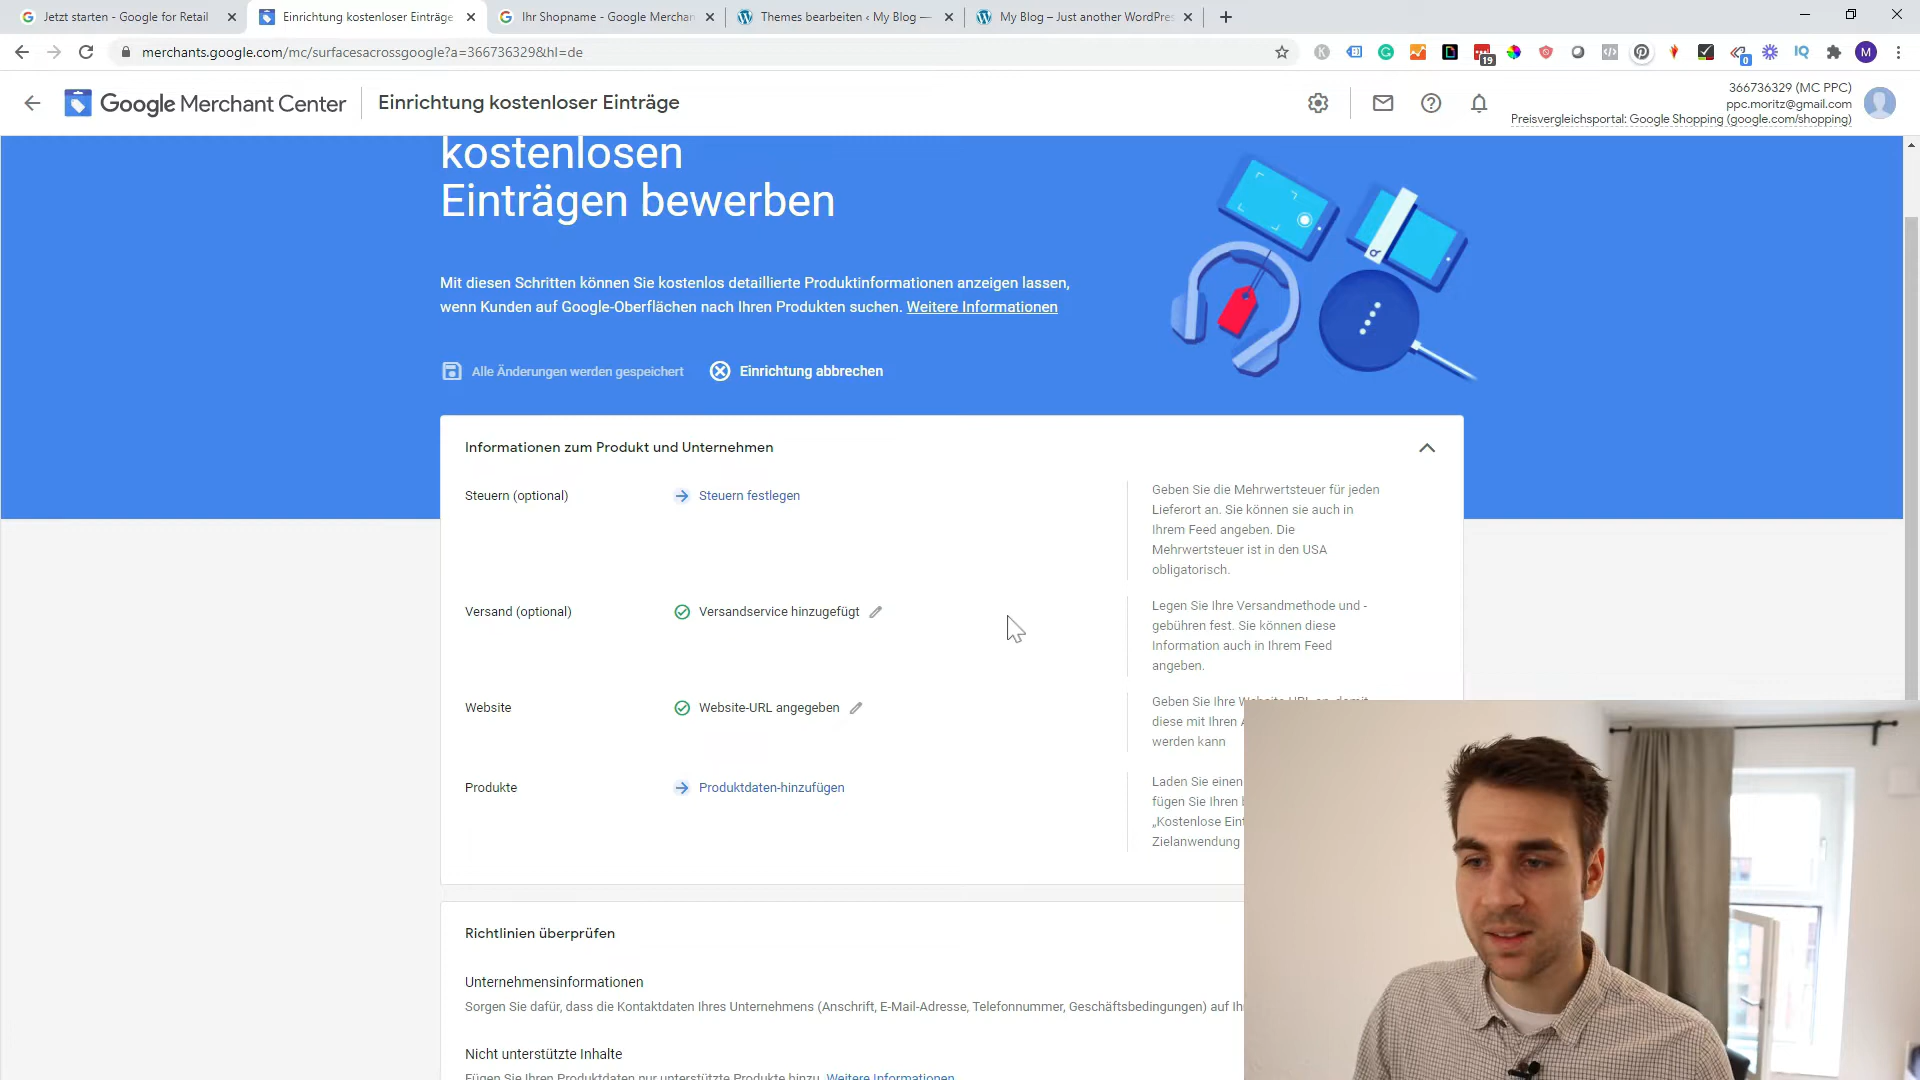 Jetzt starten - Google for Retail
Einrichtung kostenloser Einträge
Ihr Shopname - Google Merchan
Themes bearbeiten ‹ My Blog —
My Blog – Just another WordPres
merchants.google.com/mc/surfacesacrossgoogle?a=366736329&hl=de
19
0
IQ
M
Google Merchant Center
Einrichtung kostenloser Einträge
366736329 (MC PPC)
ppc.moritz@gmail.com
Preisvergleichsportal: Google Shopping (google.com/shopping)
kostenlosen
Einträgen bewerben
Mit diesen Schritten können Sie kostenlos detaillierte Produktinformationen anzeigen lassen,
wenn Kunden auf Google-Oberflächen nach Ihren Produkten suchen. Weitere Informationen
Alle Änderungen werden gespeichert
Einrichtung abbrechen
Informationen zum Produkt und Unternehmen
Steuern (optional)
Steuern festlegen
Geben Sie die Mehrwertsteuer für jeden
Lieferort an. Sie können sie auch in
Ihrem Feed angeben. Die
Mehrwertsteuer ist in den USA
obligatorisch.
Versand (optional)
Versandservice hinzugefügt
Legen Sie Ihre Versandmethode und -
gebühren fest. Sie können diese
Information auch in Ihrem Feed
angeben.
Website
Website-URL angegeben
Geben Sie Ihre Website-URL an, damit
diese mit Ihren
werden kann
Produkte
Produktdaten-hinzufügen
Laden Sie einen
fügen Sie Ihren
„Kostenlose
Zielanwendung
Richtlinien überprüfen
Unternehmensinformationen
Sorgen Sie dafür, dass die Kontaktdaten Ihres Unternehmens (Anschrift, E-Mail-Adresse, Telefonnummer, Geschäftsbedingungen) auf
Nicht unterstützte Inhalte
Fügen Sie Ihren Produktdaten nur unterstützte Produkte hinzu. Weitere Informationen